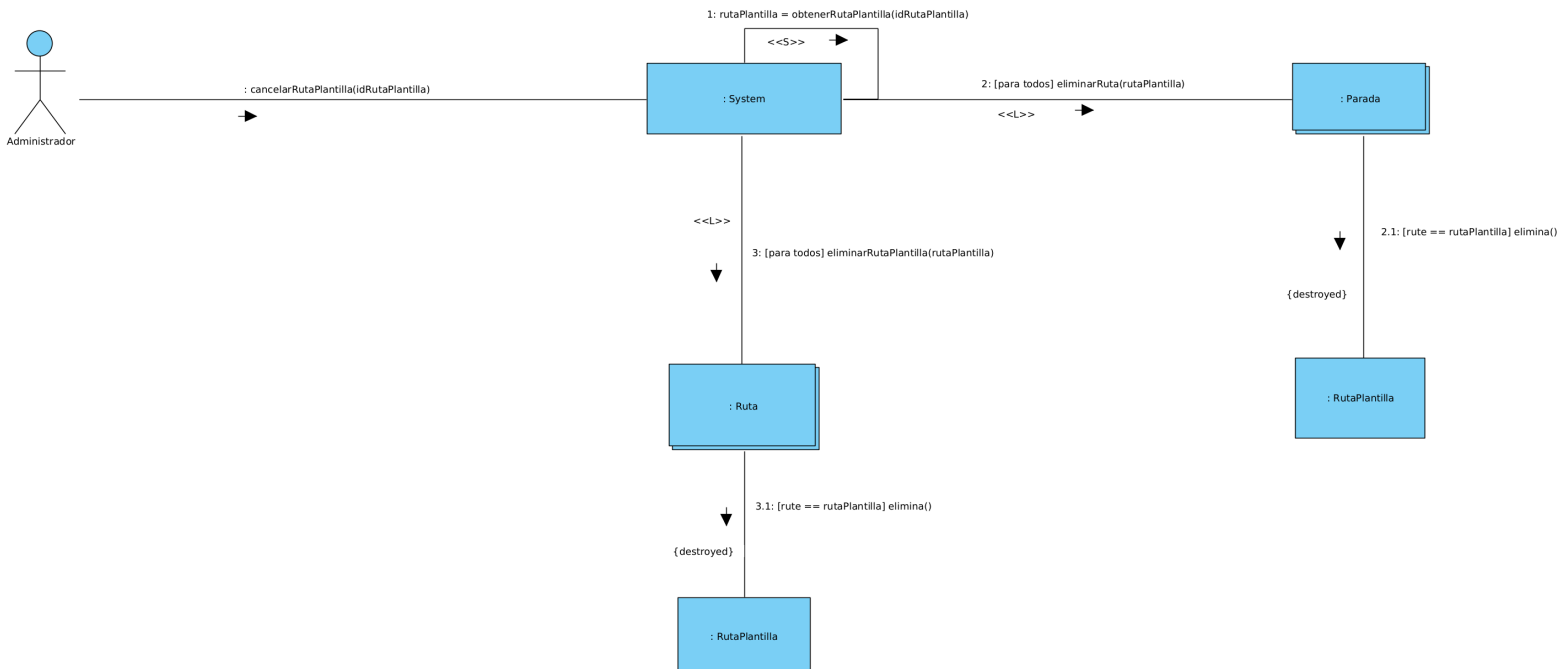 1: rutaPlantilla = obtenerRutaPlantilla(idRutaPlantilla)
<<S>>
: cancelarRutaPlantilla(idRutaPlantilla)
: System
2: [para todos] eliminarRuta(rutaPlantilla)
<<L>>
: Parada
Administrador
<<L>>
3: [para todos] eliminarRutaPlantilla(rutaPlantilla)
2.1: [rute == rutaPlantilla] elimina()
{destroyed}
: RutaPlantilla
: Ruta
3.1: [rute == rutaPlantilla] elimina()
{destroyed}
: RutaPlantilla